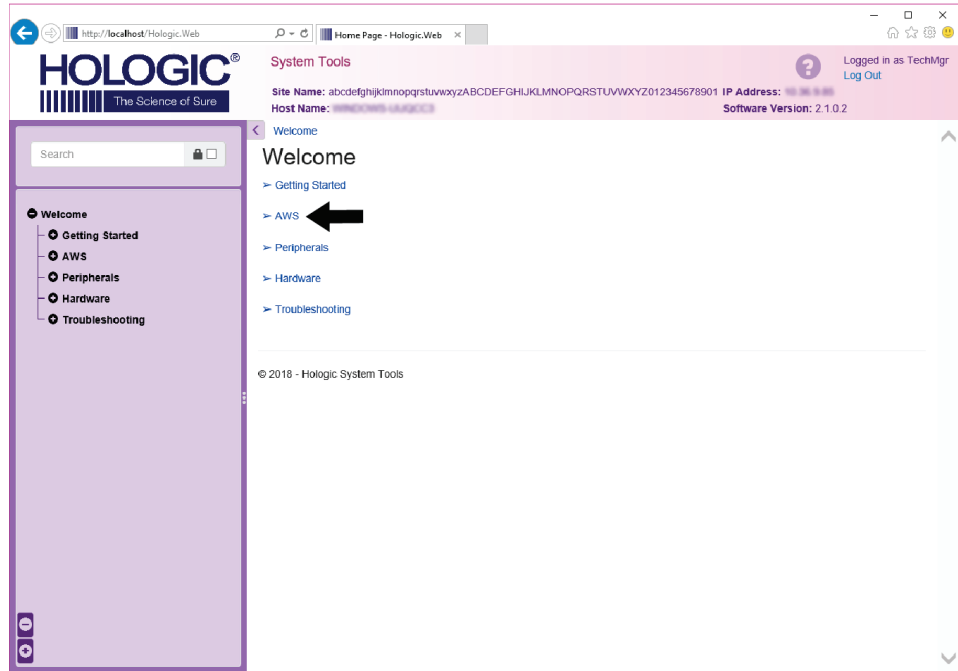 http://localhost/Hologic.Web
Home Page - Hologic.Web
HOLOGIC®
The Science of Sure
System Tools
Logged in as TechMgr
Log Out
Site Name: abcdefghijklmnopqrstuvwxyzABCDEFGHIJKLMNOPQRSTUVWXYZ012345678901 IP Address:
Host Name:
Software Version: 2.1.0.2
Search
Welcome
Getting Started
AWS
Peripherals
Hardware
Troubleshooting
Welcome
Welcome
➢ Getting Started
➢ AWS
➢ Peripherals
➢ Hardware
➢ Troubleshooting
© 2018 - Hologic System Tools